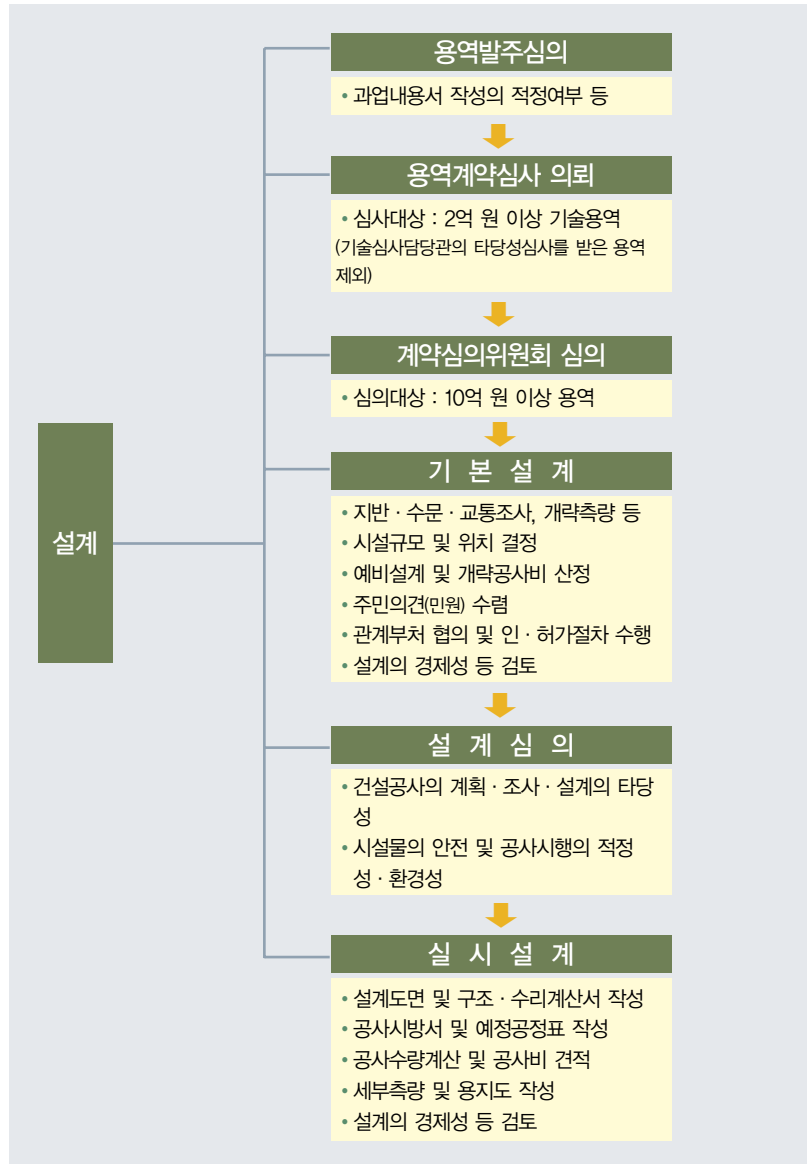 용역발주심의
• 과업내용서 작성의 적정여부 등
용역계약심사 의뢰
• 심사대상 : 2억 원 이상 기술용역
(기술심사담당관의 타당성심사를 받은 용역
제외)
계약심의위원회 심의
• 심의대상 : 10억 원 이상 용역
설계
기 본 설 계
• 지반 · 수문 · 교통조사, 개략측량 등
• 시설규모 및 위치 결정
• 예비설계 및 개략공사비 산정
• 주민의견(민원) 수렴
• 관계부처 협의 및 인 · 허가절차 수행
• 설계의 경제성 등 검토
설 계 심 의
• 건설공사의 계획 · 조사 · 설계의 타당
성
• 시설물의 안전 및 공사시행의 적정
성 · 환경성
실 시 설 계
• 설계도면 및 구조 · 수리계산서 작성
• 공사시방서 및 예정공정표 작성
• 공사수량계산 및 공사비 견적
• 세부측량 및 용지도 작성
• 설계의 경제성 등 검토